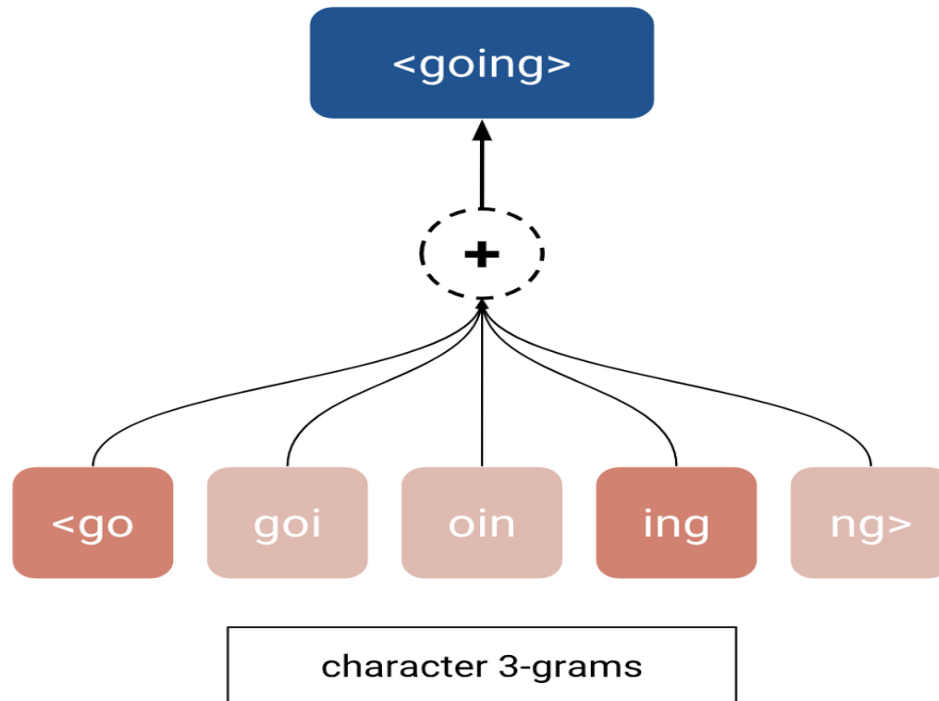 <going>
+
<go goi oin ing ng>
character 3-grams